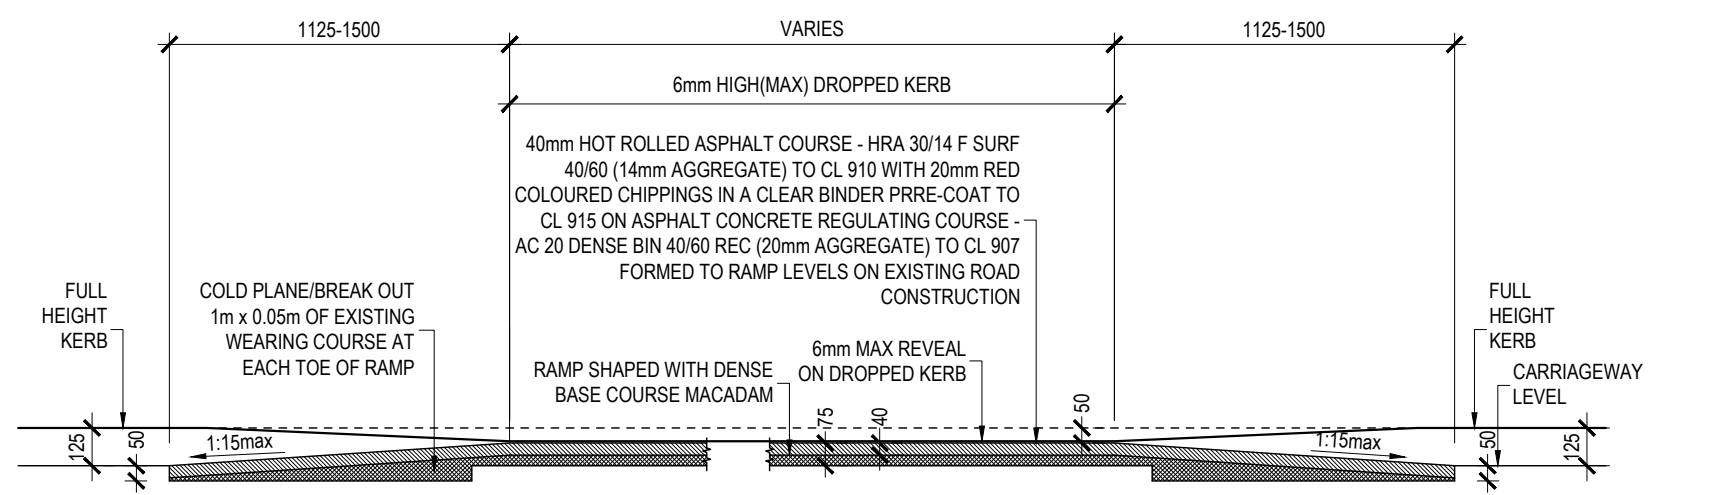 1125-1500
VARIES
1125-1500
6mm HIGH(MAX) DROPPED KERB
40mm HOT ROLLED ASPHALT COURSE - HRA 30/14 F SURF
40/60 (14mm AGGREGATE) TO CL 910 WITH 20mm RED
COLOURED CHIPPINGS IN A CLEAR BINDER PRRE-COAT TO
CL 915 ON ASPHALT CONCRETE REGULATING COURSE -
AC 20 DENSE BIN 40/60 REC (20mm AGGREGATE) TO CL 907
FORMED TO RAMP LEVELS ON EXISTING ROAD
CONSTRUCTION
FULL
HEIGHT
KERB
COLD PLANE/BREAK OUT
1m x 0.05m OF EXISTING
WEARING COURSE AT
EACH TOE OF RAMP
RAMP SHAPED WITH DENSE
BASE COURSE MACADAM
6mm MAX REVEAL
ON DROPPED KERB
FULL
HEIGHT
KERB
CARRIAGEWAY
LEVEL
125
50
1:15max
75
40
50
1:15max
50
125